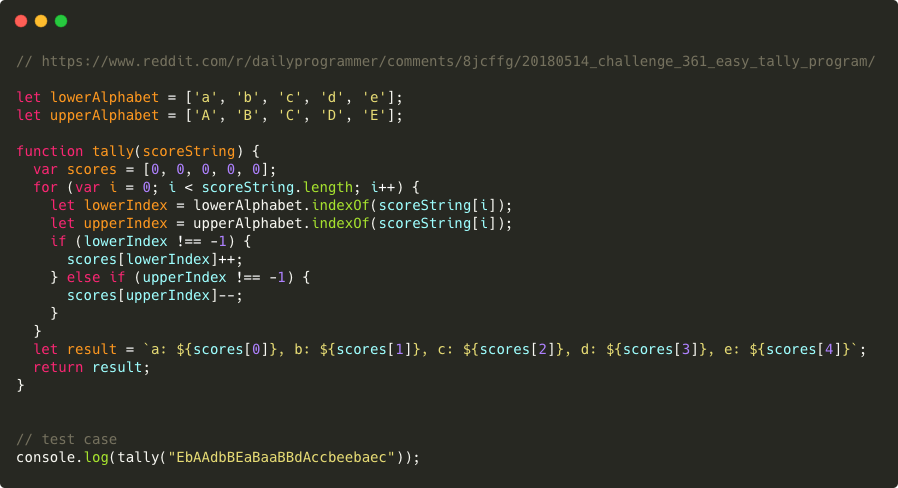 // https://www.reddit.com/r/dailyprogrammer/comments/8jcffg/20180514_challenge_361_easy_tally_program/

let lowerAlphabet = ['a', 'b', 'c', 'd', 'e'];
let upperAlphabet = ['A', 'B', 'C', 'D', 'E'];

function tally(scoreString) {
  var scores = [0, 0, 0, 0, 0];
  for (var i = 0; i < scoreString.length; i++) {
    let lowerIndex = lowerAlphabet.indexOf(scoreString[i]);
    let upperIndex = upperAlphabet.indexOf(scoreString[i]);
    if (lowerIndex !== -1) {
      scores[lowerIndex]++;
    } else if (upperIndex !== -1) {
      scores[upperIndex]--;
    }
  }
  let result = `a: ${scores[0]}, b: ${scores[1]}, c: ${scores[2]}, d: ${scores[3]}, e: ${scores[4]}`;
  return result;
}

// test case
console.log(tally("EbAAdbBEaBaaBBdAccbeebaec"));